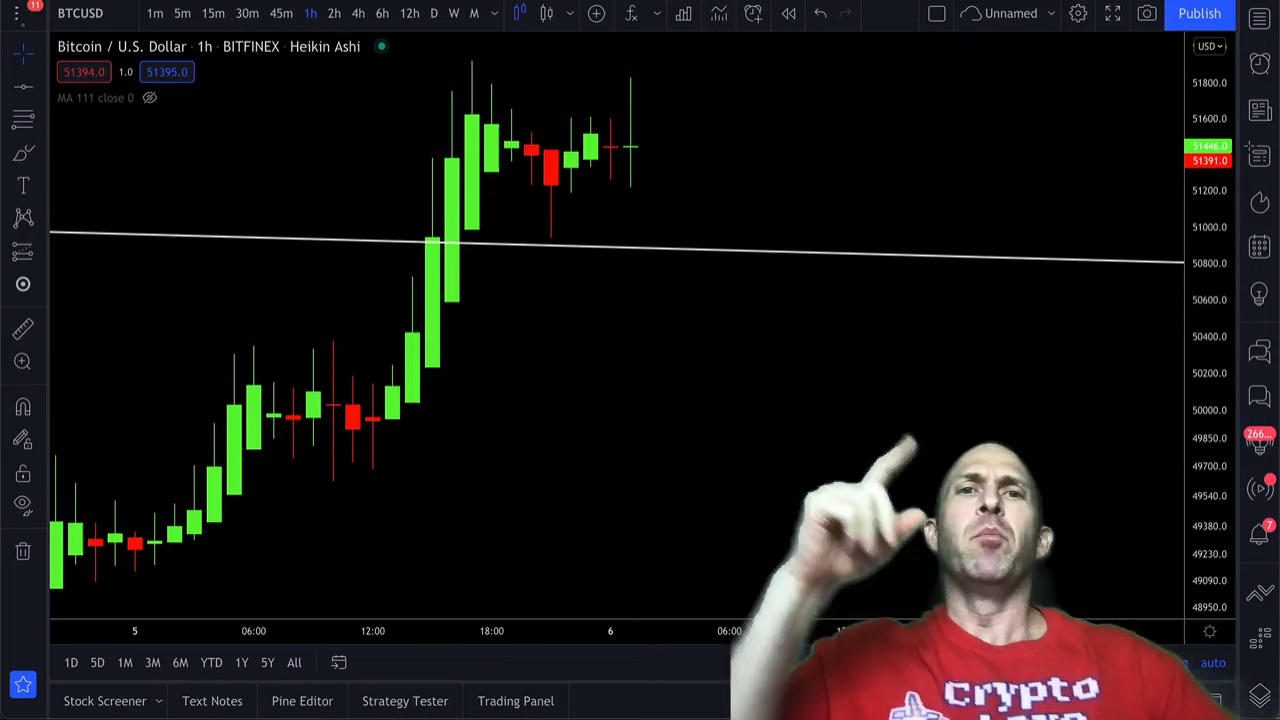 11
BTCUSD 1m 5m 15m 30m 45m 1h 2h 4h 6h 12h D W M Unnamed Publish
Bitcoin / U.S. Dollar · 1h · BITFINEX · Heikin Ashi
USD
51394.0 1.0 51395.0
MA 111 close 0
51800.0
51600.0
51446.0
51391.0
51200.0
51000.0
50800.0
50600.0
50400.0
50200.0
50000.0
49850.0
266...
49700.0
49540.0
49380.0
7
49230.0
49090.0
48950.0
5 06:00 12:00 18:00 6 06:00
1D 5D 1M 3M 6M YTD 1Y 5Y All auto
Stock Screener Text Notes Pine Editor Strategy Tester Trading Panel
Crypto